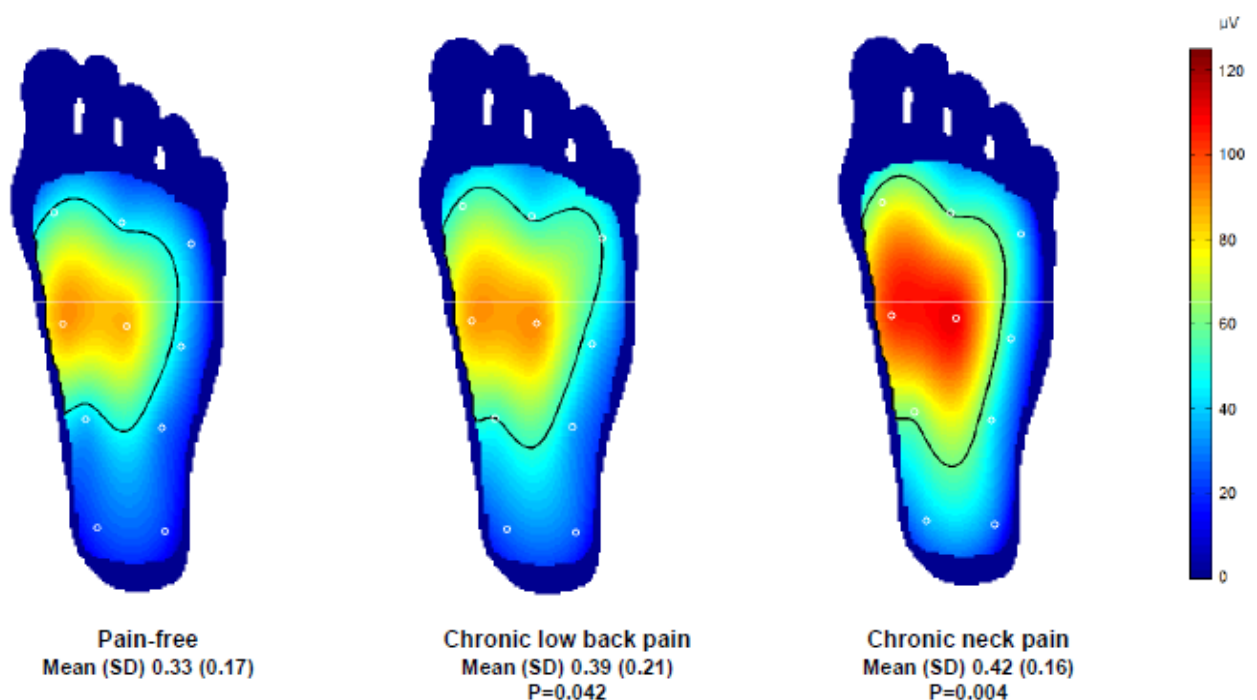 µV
120
100
80
60
40
20
0
Pain-free
Mean (SD) 0.33 (0.17)
Chronic low back pain
Mean (SD) 0.39 (0.21)
P=0.042
Chronic neck pain
Mean (SD) 0.42 (0.16)
P=0.004